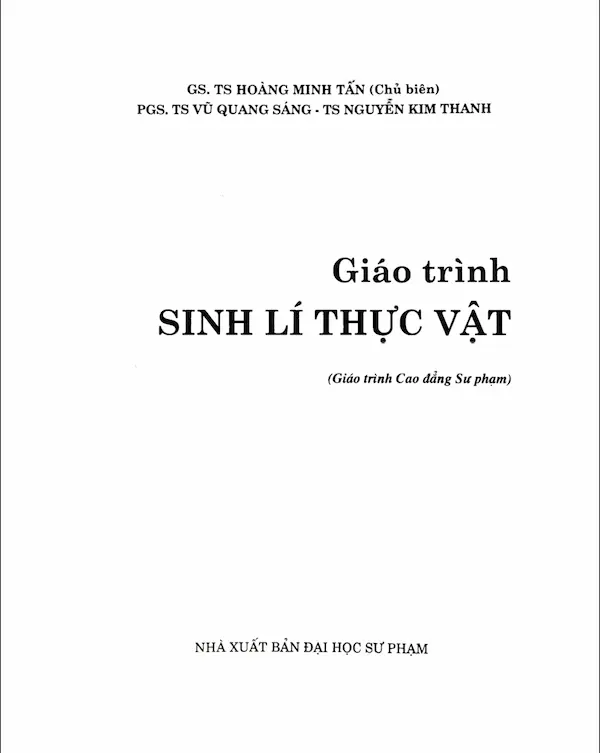 GS. TS HOÀNG MINH TẤN (Chủ biên)
PGS. TS VŨ QUANG SÁNG - TS NGUYỄN KIM THANH
Giáo trình
SINH LÍ THỰC VẬT
(Giáo trình Cao đẳng Sư phạm)
NHÀ XUẤT BẢN ĐẠI HỌC SƯ PHẠM